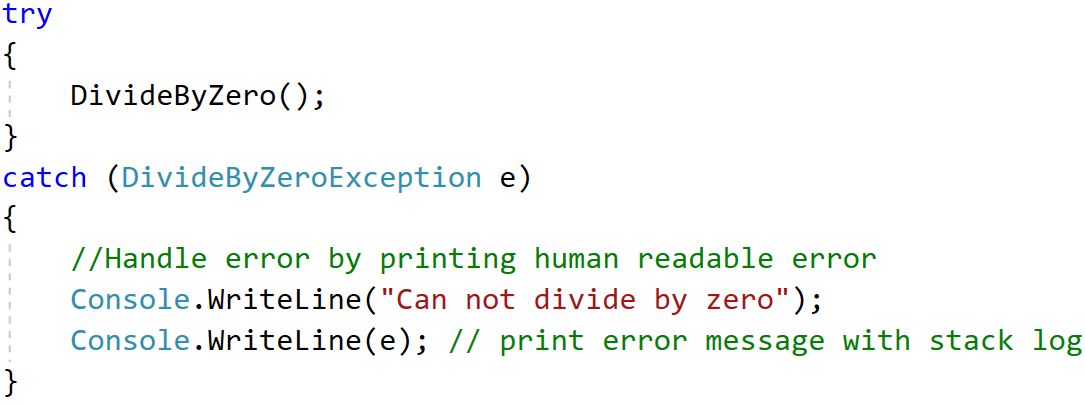 try
{
    DivideByZero();
}
catch (DivideByZeroException e)
{
    //Handle error by printing human readable error
    Console.WriteLine("Can not divide by zero");
    Console.WriteLine(e); // print error message with stack log
}